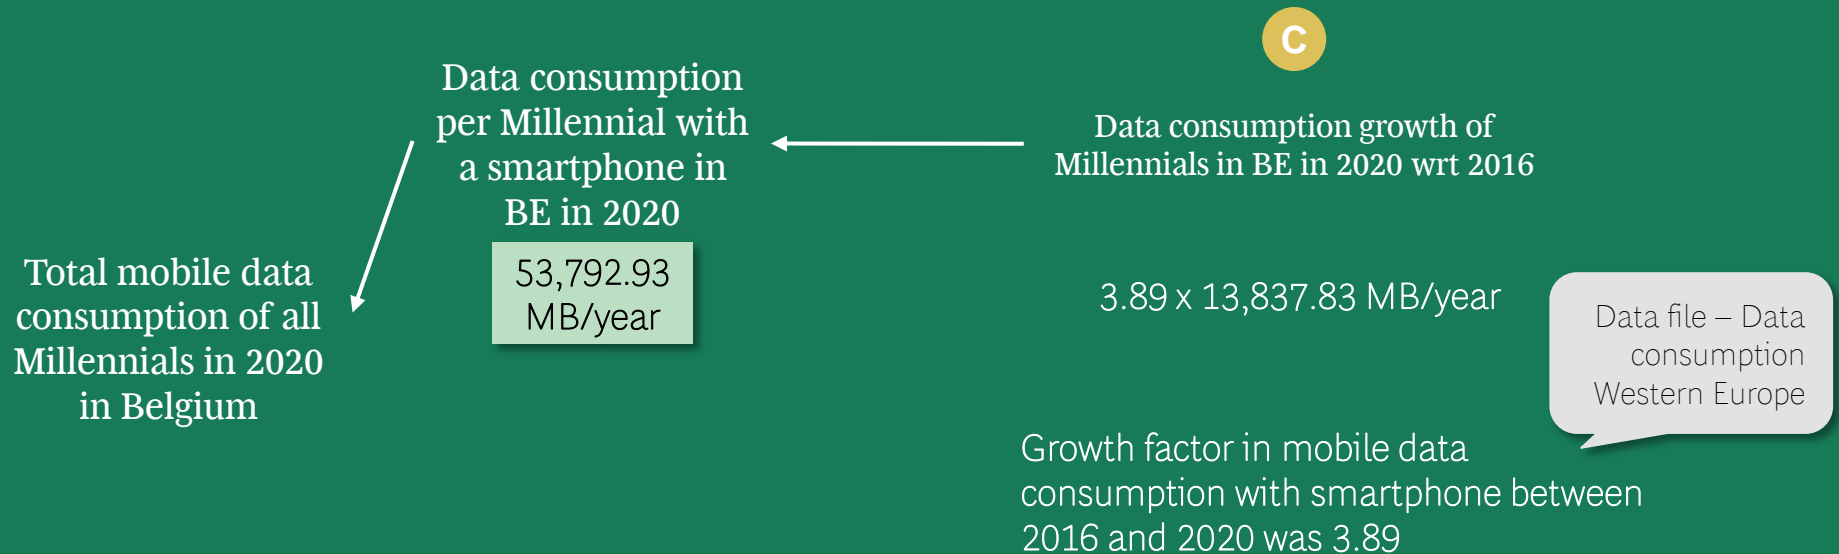 C
Data consumption
per Millennial with
a smartphone in
BE in 2020
53,792.93
MB/year
Data consumption growth of
Millennials in BE in 2020 wrt 2016
Total mobile data
consumption of all
Millennials in 2020
in Belgium
3.89 x 13,837.83 MB/year
Data file – Data
consumption
Western Europe
Growth factor in mobile data
consumption with smartphone between
2016 and 2020 was 3.89